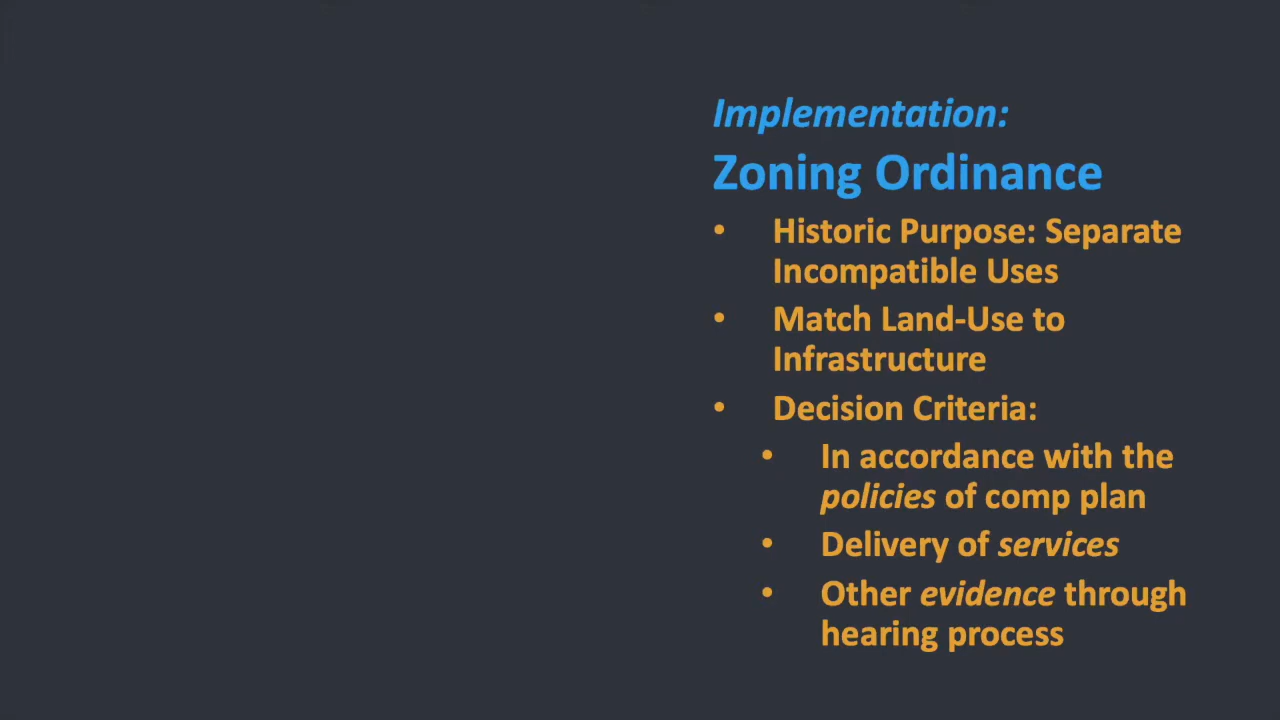 Implementation:
Zoning Ordinance
• Historic Purpose: Separate
Incompatible Uses
• Match Land-Use to
Infrastructure
• Decision Criteria:
• In accordance with the
policies of comp plan
• Delivery of services
• Other evidence through
hearing process